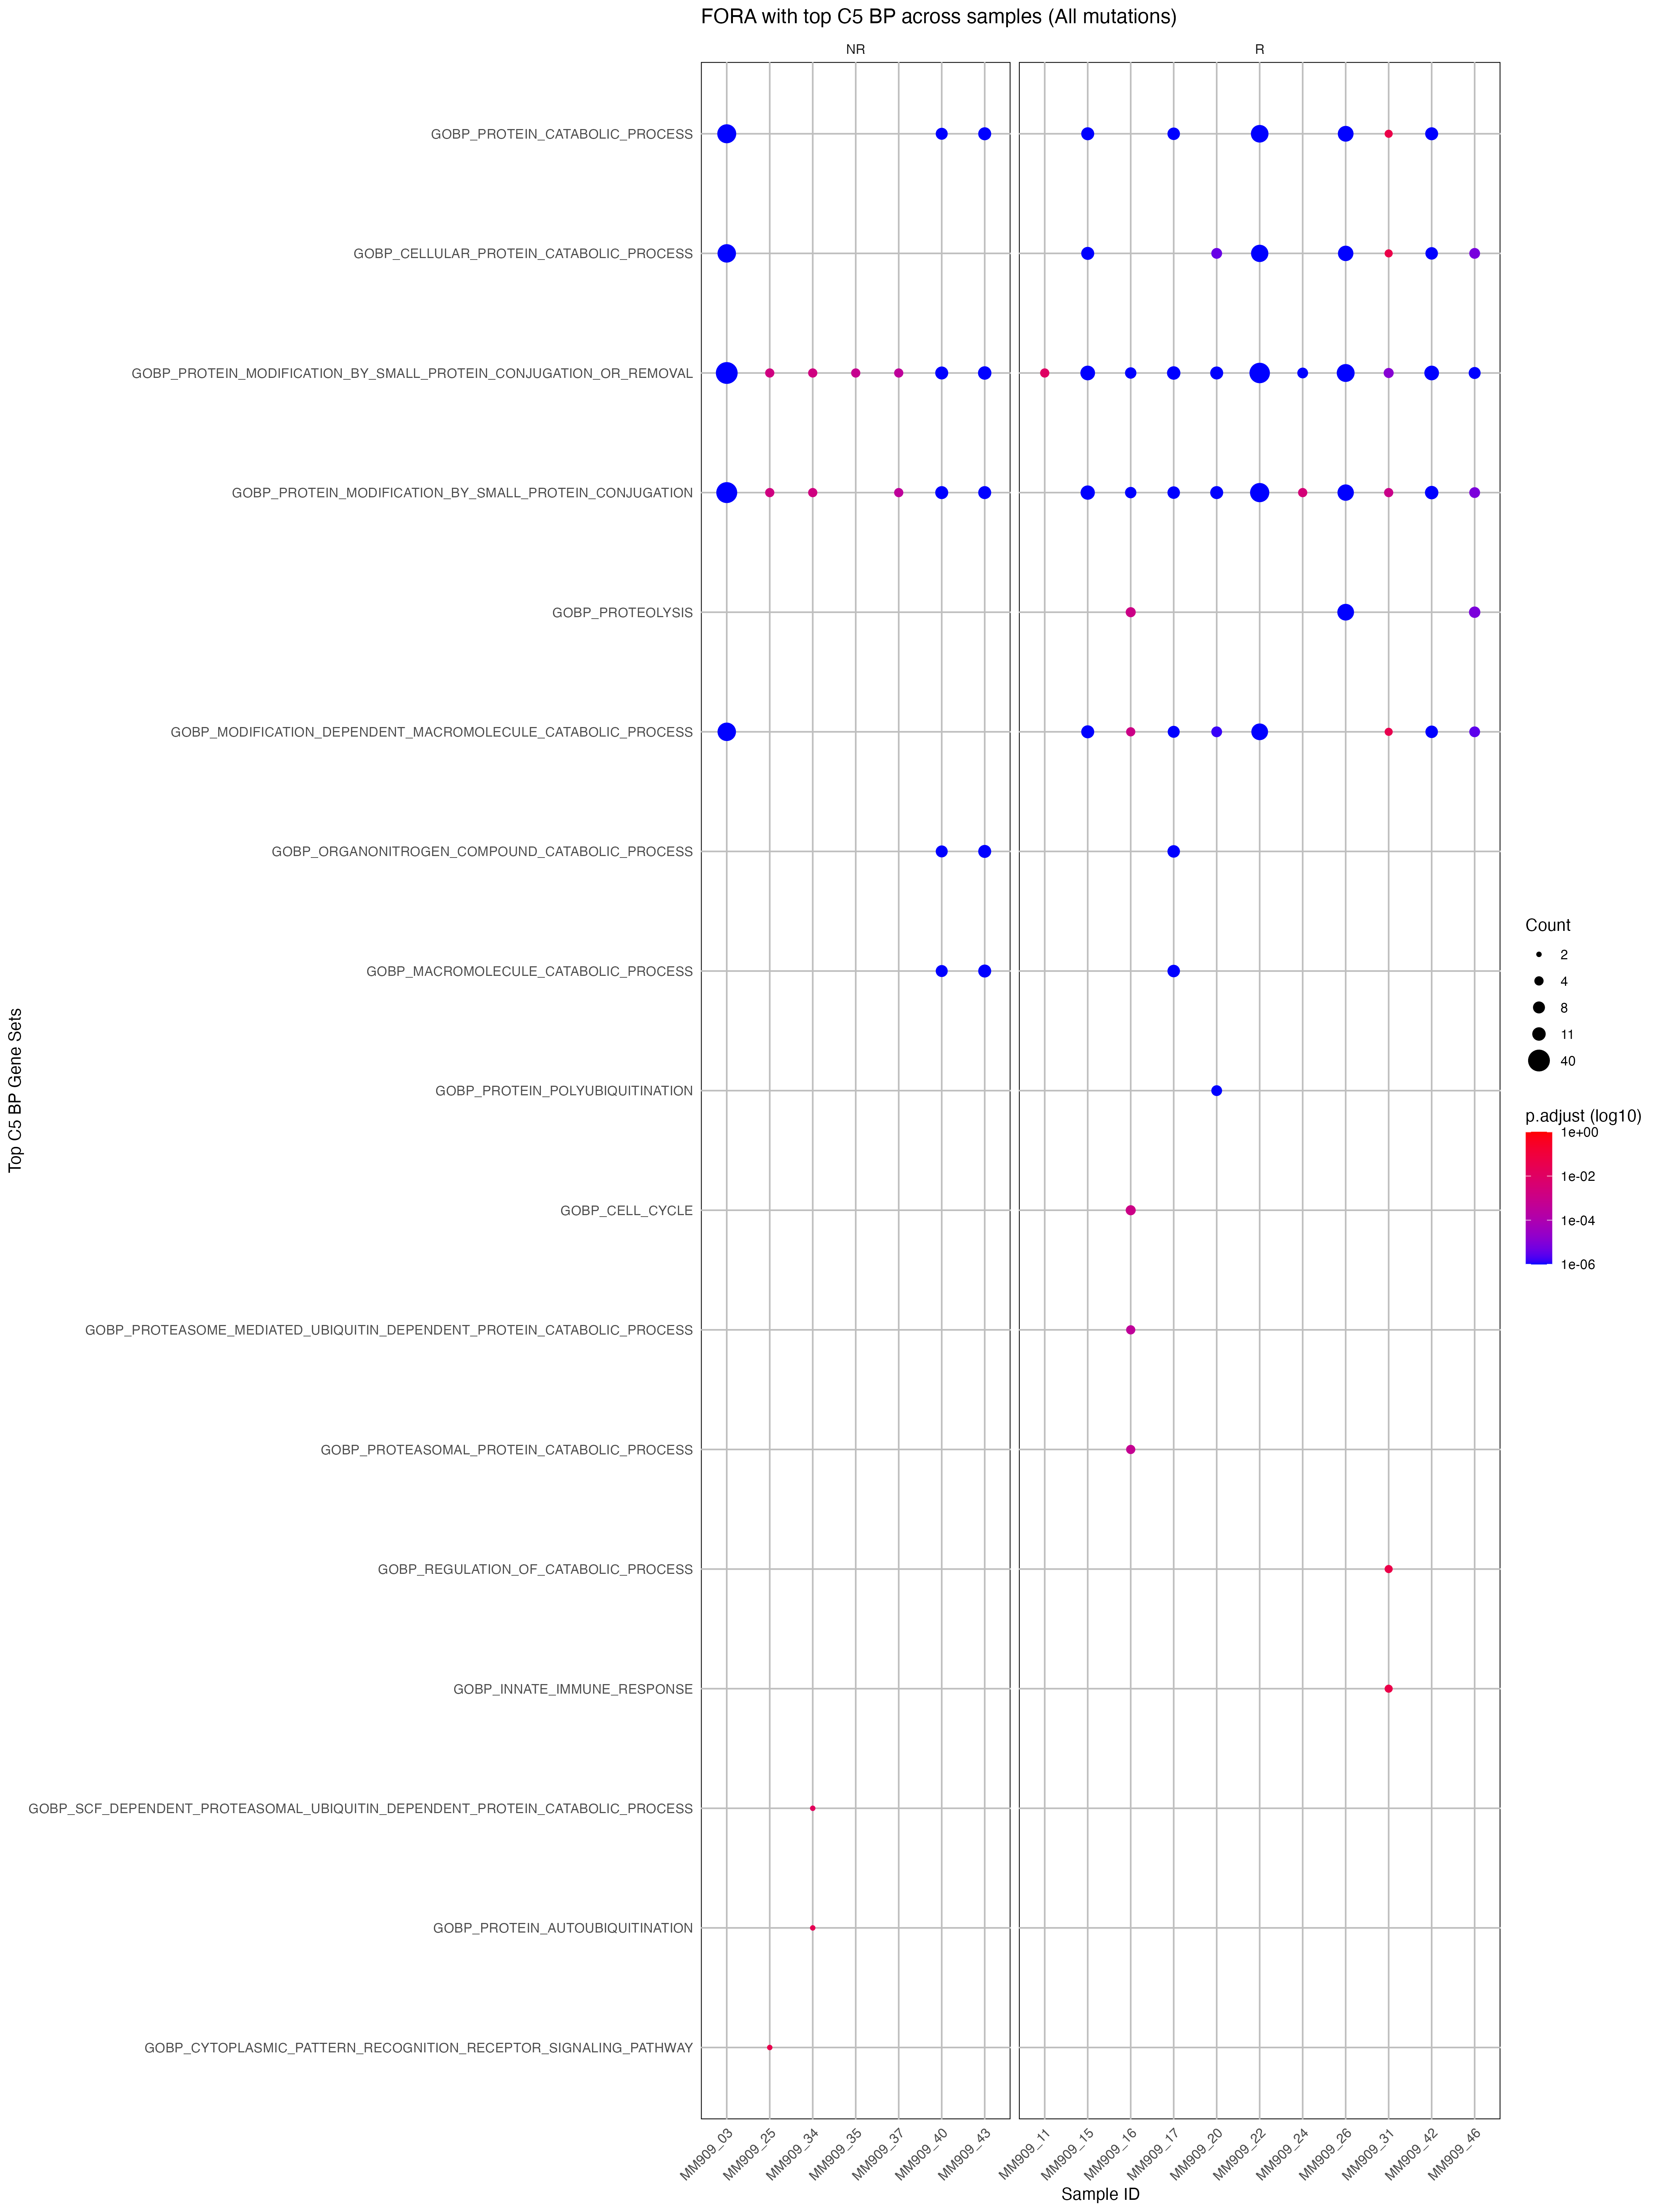 FORA with top C5 BP across samples (All mutations)
NR
R
GOBP_PROTEIN_CATABOLIC_PROCESS
GOBP_CELLULAR_PROTEIN_CATABOLIC_PROCESS
GOBP_PROTEIN_MODIFICATION_BY_SMALL_PROTEIN_CONJUGATION_OR_REMOVAL
GOBP_PROTEIN_MODIFICATION_BY_SMALL_PROTEIN_CONJUGATION
GOBP_PROTEOLYSIS
GOBP_MODIFICATION_DEPENDENT_MACROMOLECULE_CATABOLIC_PROCESS
GOBP_ORGANONITROGEN_COMPOUND_CATABOLIC_PROCESS
GOBP_MACROMOLECULE_CATABOLIC_PROCESS
GOBP_PROTEIN_POLYUBIQUITINATION
GOBP_CELL_CYCLE
GOBP_PROTEASOME_MEDIATED_UBIQUITIN_DEPENDENT_PROTEIN_CATABOLIC_PROCESS
GOBP_PROTEASOMAL_PROTEIN_CATABOLIC_PROCESS
GOBP_REGULATION_OF_CATABOLIC_PROCESS
GOBP_INNATE_IMMUNE_RESPONSE
GOBP_SCF_DEPENDENT_PROTEASOMAL_UBIQUITIN_DEPENDENT_PROTEIN_CATABOLIC_PROCESS
GOBP_PROTEIN_AUTOUBIQUITINATION
GOBP_CYTOPLASMIC_PATTERN_RECOGNITION_RECEPTOR_SIGNALING_PATHWAY
Top C5 BP Gene Sets
MM909_03
MM909_25
MM909_34
MM909_35
MM909_37
MM909_40
MM909_43
MM909_11
MM909_15
MM909_16
MM909_17
MM909_20
MM909_22
MM909_24
MM909_26
MM909_31
MM909_42
MM909_46
Sample ID
Count
2
4
8
11
40
p.adjust (log10)
1e+00
1e-02
1e-04
1e-06